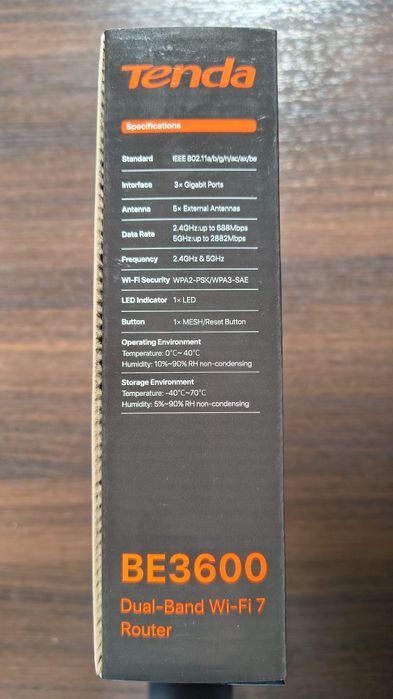 Tenda
Specifications
Standard IEEE 802.11a/b/g/n/ac/ax/be
Interface 3× Gigabit Ports
Antenna 5× External Antennas
Data Rate 2.4GHz:up to 688Mbps
5GHz:up to 2882Mbps
Frequency 2.4GHz & 5GHz
Wi-Fi Security WPA2-PSK/WPA3-SAE
LED Indicator 1× LED
Button 1× MESH/Reset Button
Operating Environment
Temperature: 0℃~ 40℃
Humidity: 10%~90% RH non-condensing
Storage Environment
Temperature: -40℃~70℃
Humidity: 5%~90% RH non-condensing
BE3600
Dual-Band Wi-Fi 7
Router